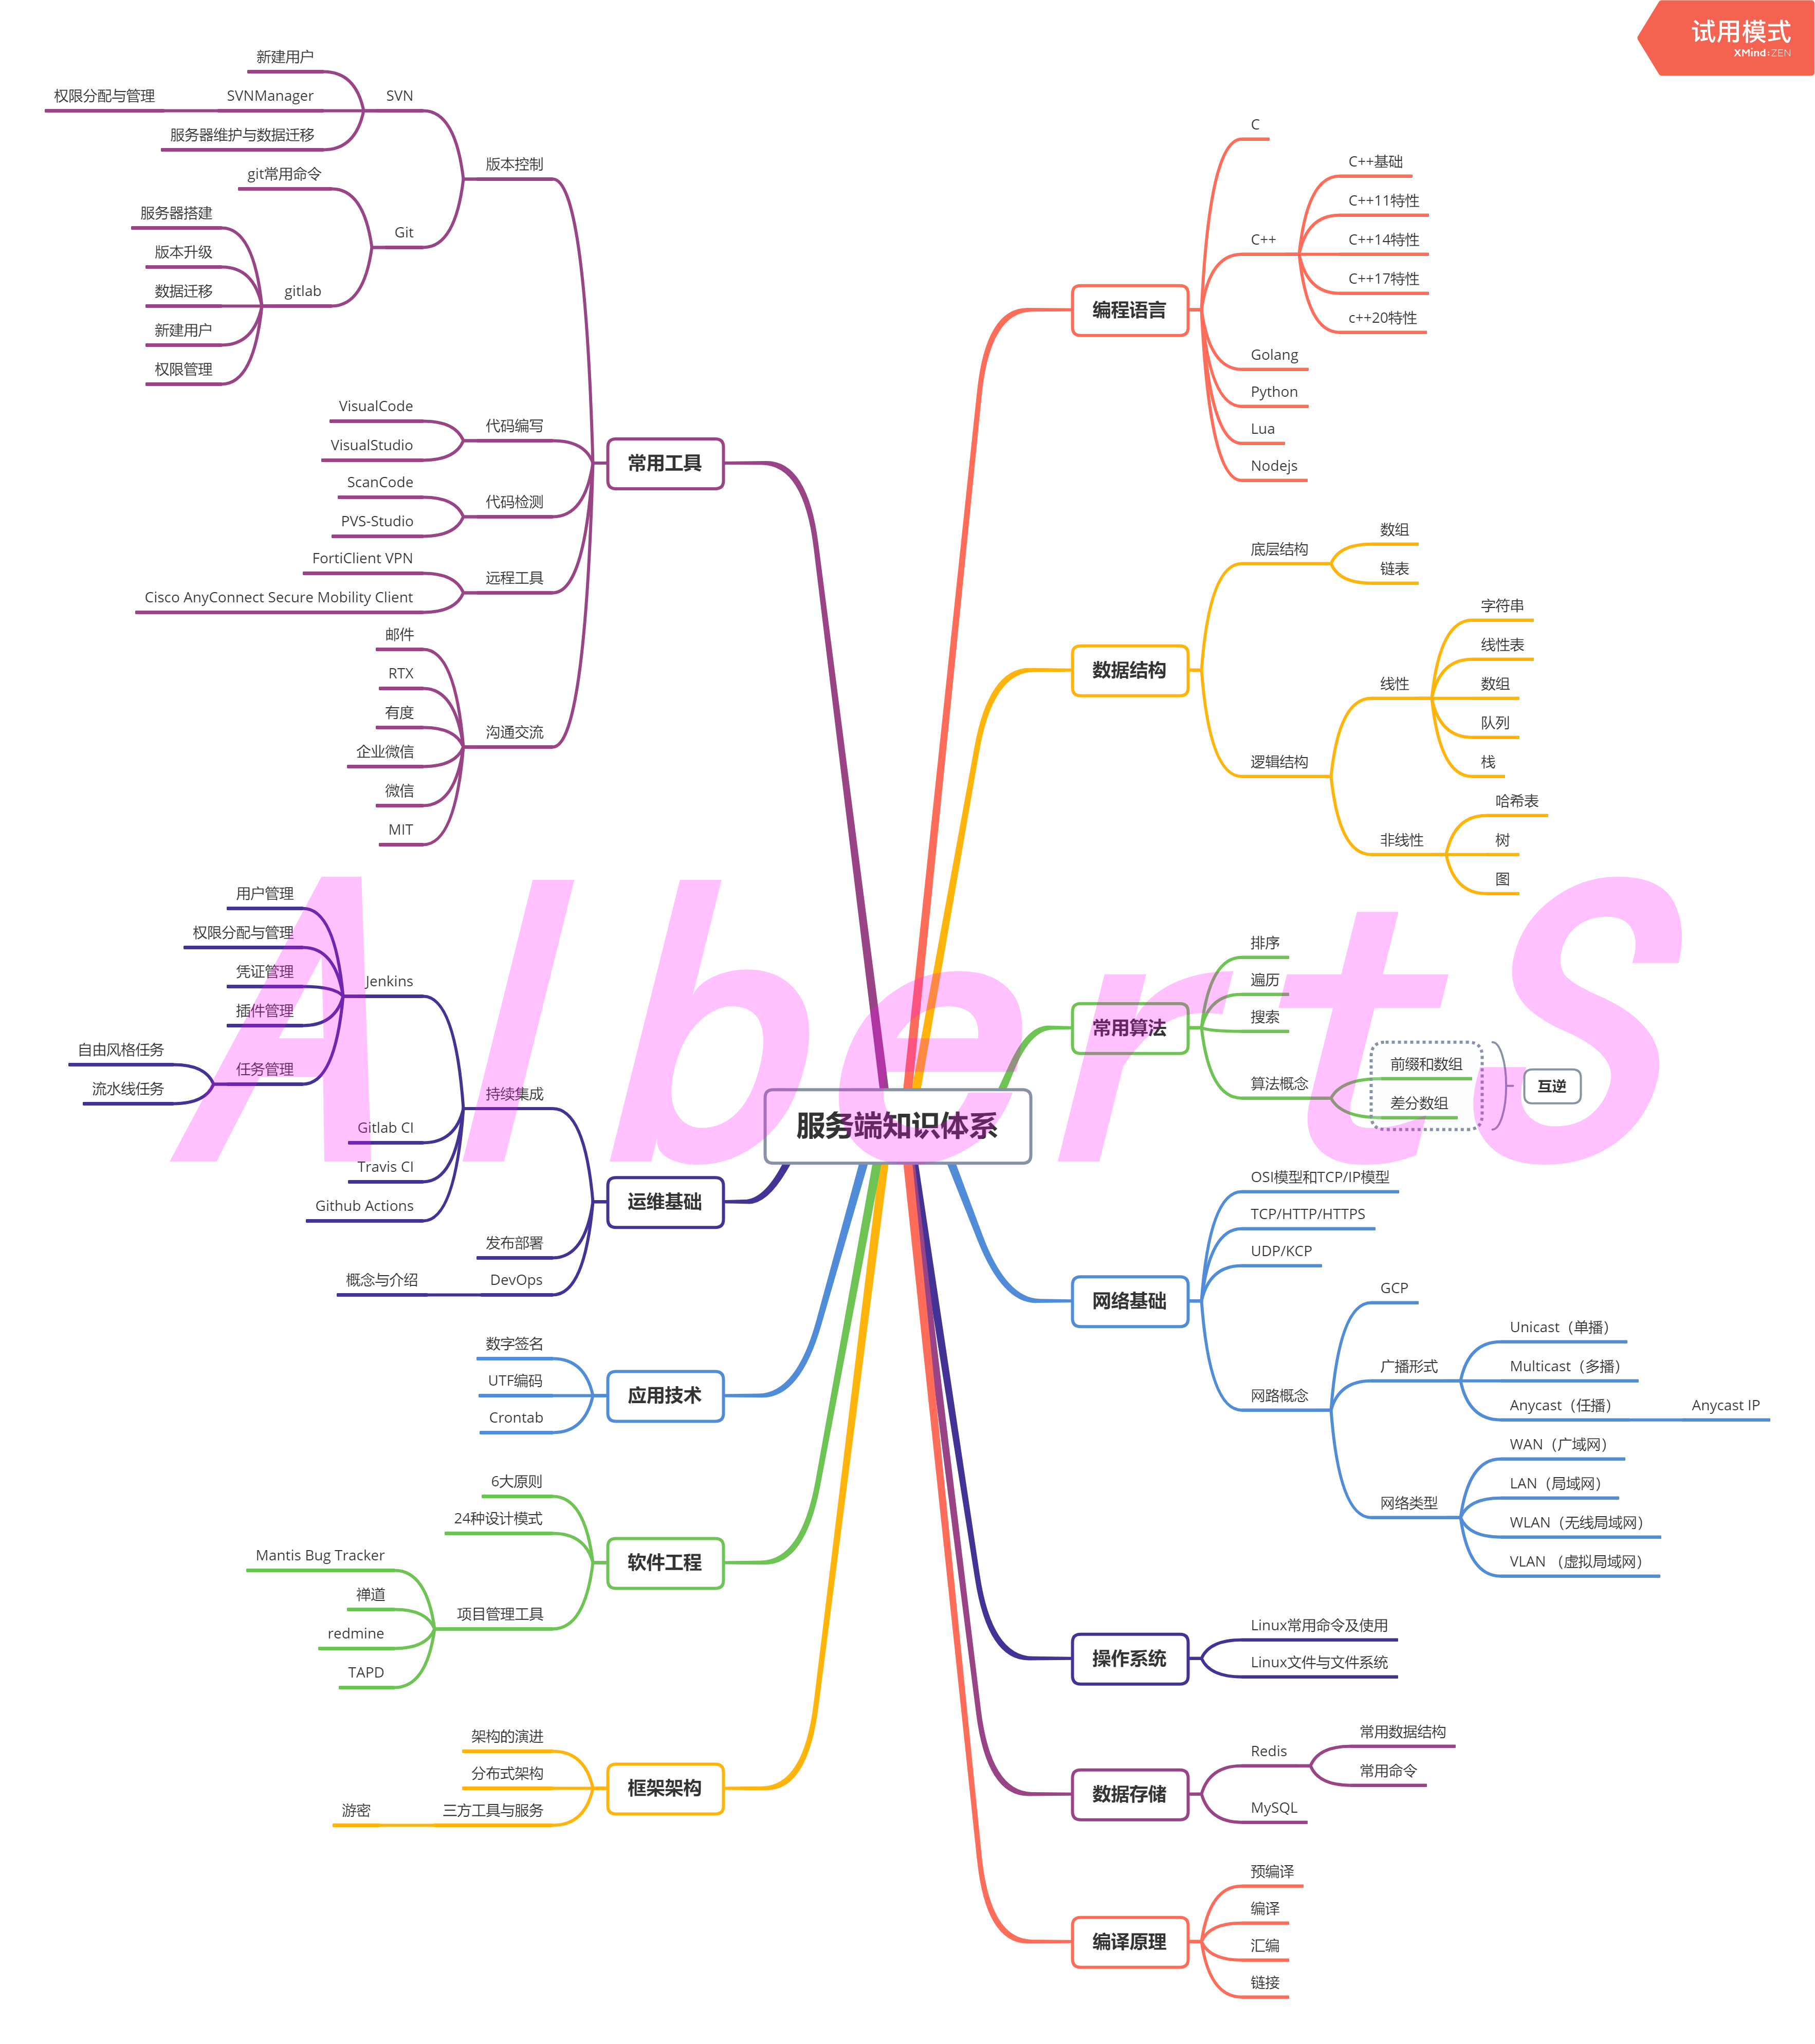 试用模式
XMind:ZEN
服务端知识体系
编程语言
C
C++
C++基础
C++11特性
C++14特性
C++17特性
c++20特性
Golang
Python
Lua
Nodejs
数据结构
底层结构
数组
链表
逻辑结构
线性
字符串
线性表
数组
队列
栈
非线性
哈希表
树
图
常用算法
排序
遍历
搜索
算法概念
前缀和数组
差分数组
互逆
网络基础
OSI模型和TCP/IP模型
TCP/HTTP/HTTPS
UDP/KCP
网路概念
GCP
广播形式
Unicast（单播）
Multicast（多播）
Anycast（任播）
Anycast IP
网络类型
WAN（广域网）
LAN（局域网）
WLAN（无线局域网）
VLAN （虚拟局域网）
操作系统
Linux常用命令及使用
Linux文件与文件系统
数据存储
Redis
常用数据结构
常用命令
MySQL
编译原理
预编译
编译
汇编
链接
常用工具
版本控制
SVN
新建用户
SVNManager
权限分配与管理
服务器维护与数据迁移
Git
git常用命令
gitlab
服务器搭建
版本升级
数据迁移
新建用户
权限管理
代码编写
VisualCode
VisualStudio
代码检测
ScanCode
PVS-Studio
远程工具
FortiClient VPN
Cisco AnyConnect Secure Mobility Client
沟通交流
邮件
RTX
有度
企业微信
微信
MIT
运维基础
持续集成
Jenkins
用户管理
权限分配与管理
凭证管理
插件管理
任务管理
自由风格任务
流水线任务
Gitlab CI
Travis CI
Github Actions
发布部署
DevOps
概念与介绍
应用技术
数字签名
UTF编码
Crontab
软件工程
6大原则
24种设计模式
项目管理工具
Mantis Bug Tracker
禅道
redmine
TAPD
框架架构
架构的演进
分布式架构
三方工具与服务
游密
AlbertS